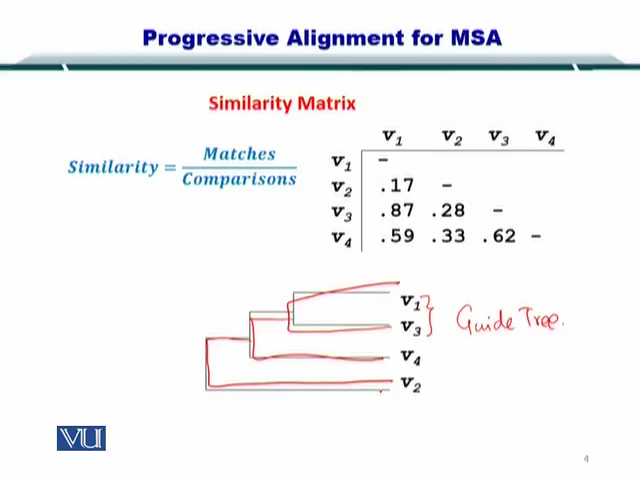 Progressive Alignment for MSA
Similarity Matrix
Similarity = Matches / Comparisons
v1 v2 v3 v4
v1 -
v2 .17 -
v3 .87 .28 -
v4 .59 .33 .62 -
v1
v3
Guide Tree.
v4
v2
VU
4